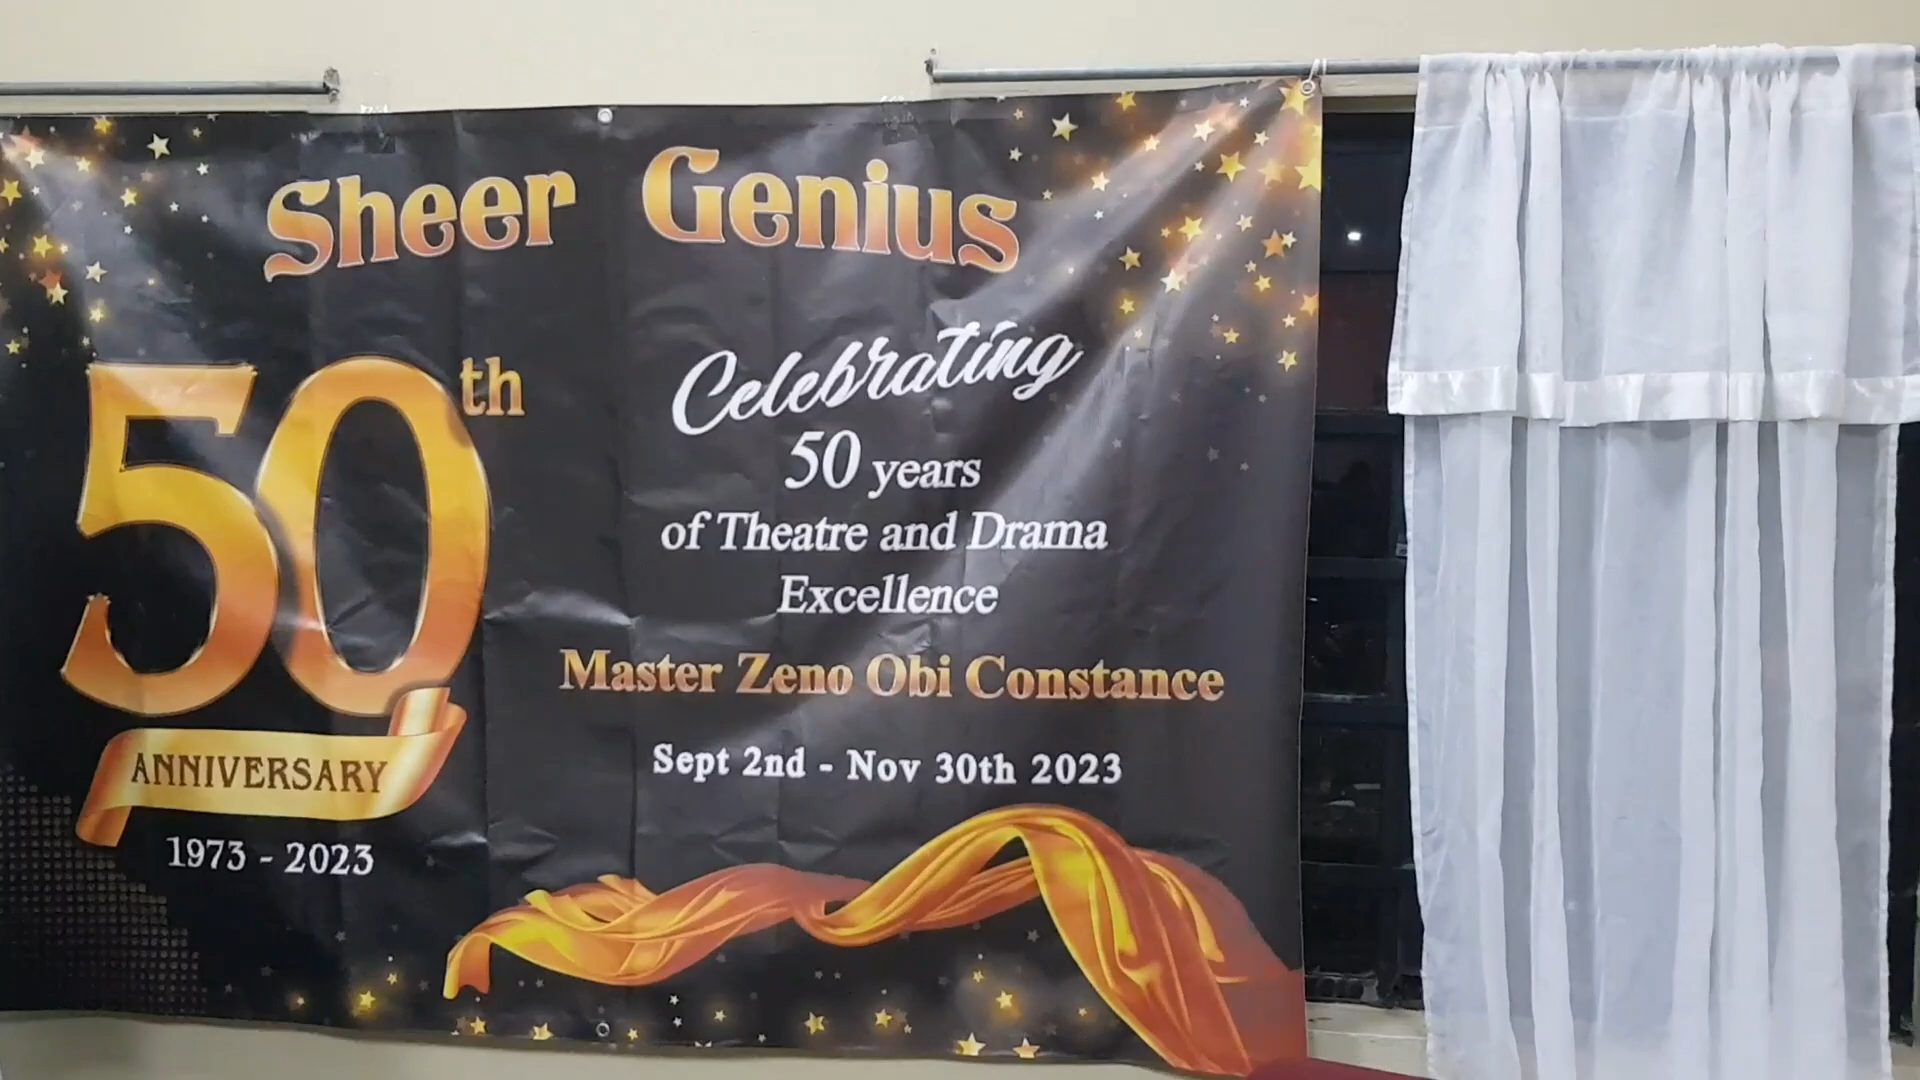 Sheer Genius
50th
ANNIVERSARY
1973 - 2023
Celebrating
50 years
of Theatre and Drama
Excellence
Master Zeno Obi Constance
Sept 2nd - Nov 30th 2023